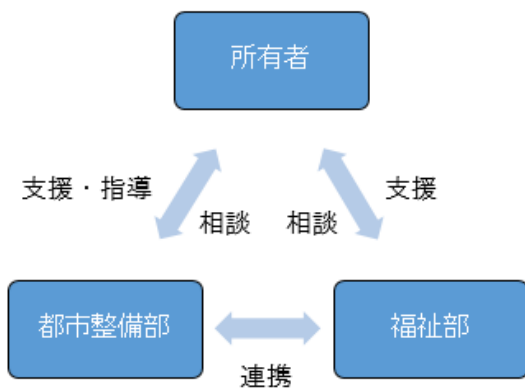 所有者
支援・指導
支援
相談
相談
都市整備部
福祉部
連携